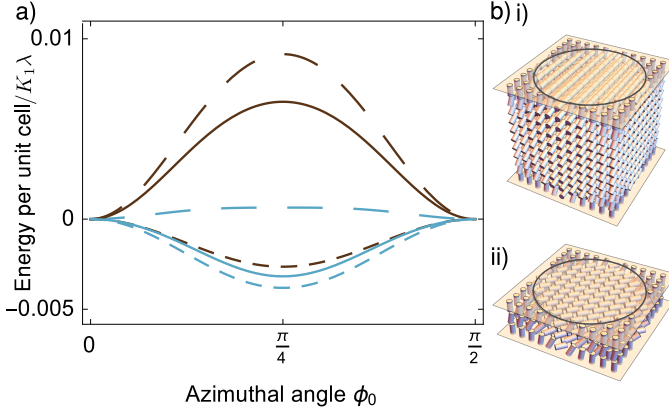 a)
b) i)
0.01
0
−0.005
Energy per unit cell/K₁λ
0
π/4
π/2
Azimuthal angle ϕ₀
ii)